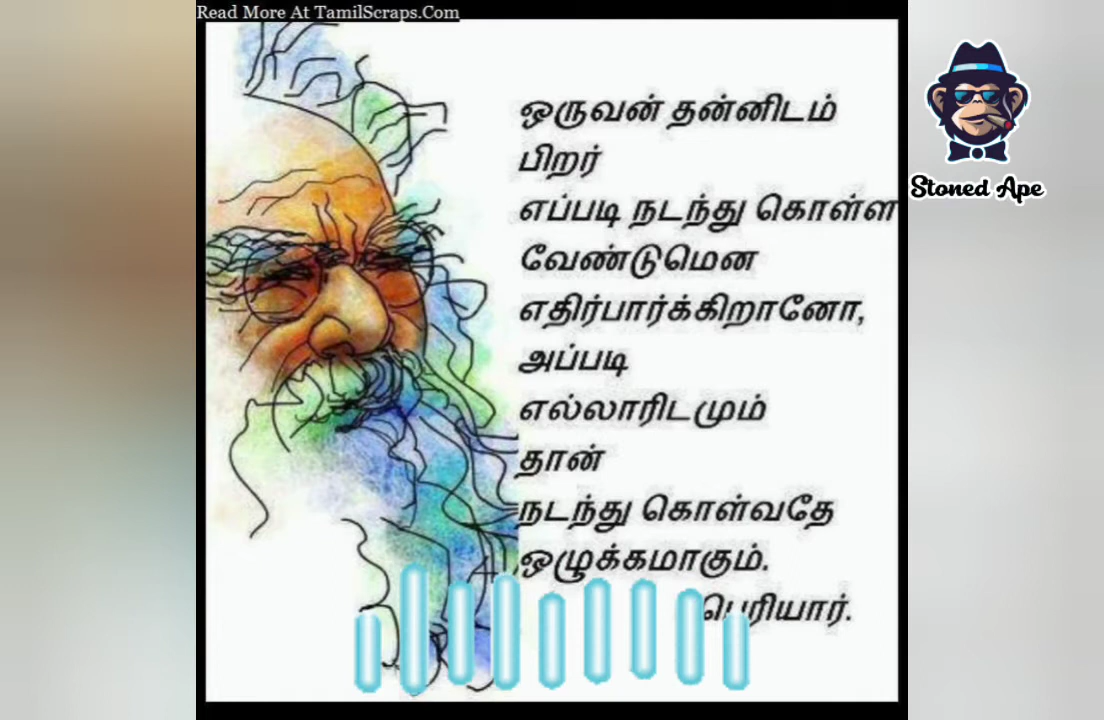 Read More At TamilScraps.Com
ஒருவன் தன்னிடம்
பிறர்
எப்படி நடந்து கொள்ள
வேண்டுமென
எதிர்பார்க்கிறானோ,
அப்படி
எல்லாரிடமும்
தான்
நடந்து கொள்வதே
ஒழுக்கமாகும்.
பெரியார்.
Stoned Ape